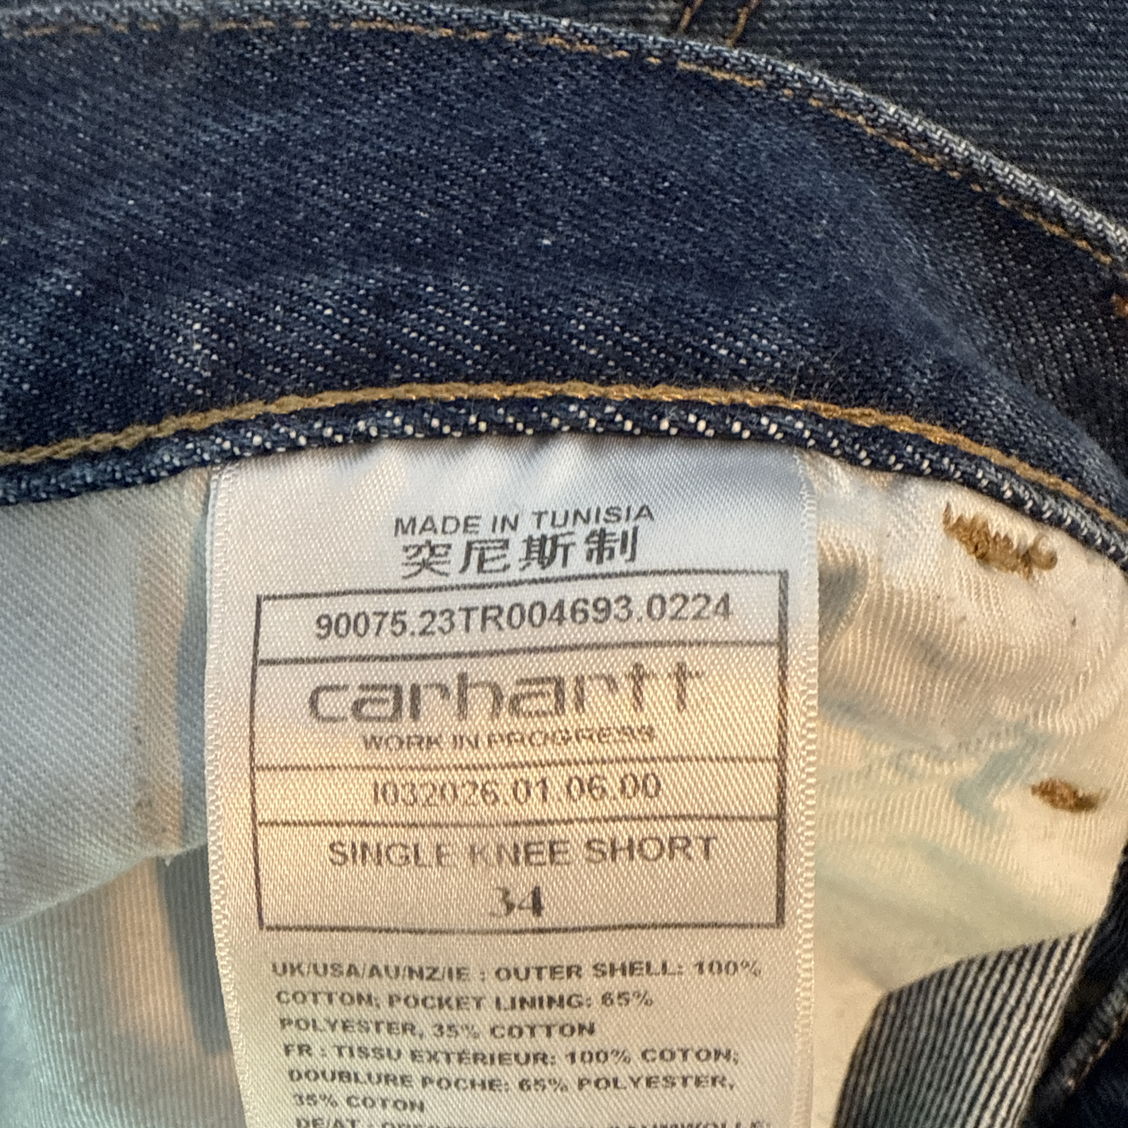 MADE IN TUNISIA
突尼斯制
90075.23TR004693.0224
carhartt
WORK IN PROGRESS
I032026.01.06.00
SINGLE KNEE SHORT
34
UK/USA/AU/NZ/IE : OUTER SHELL: 100%
COTTON; POCKET LINING: 65%
POLYESTER, 35% COTTON
FR : TISSU EXTÉRIEUR: 100% COTON;
DOUBLURE POCHE: 65% POLYESTER,
35% COTON
DE/AT :